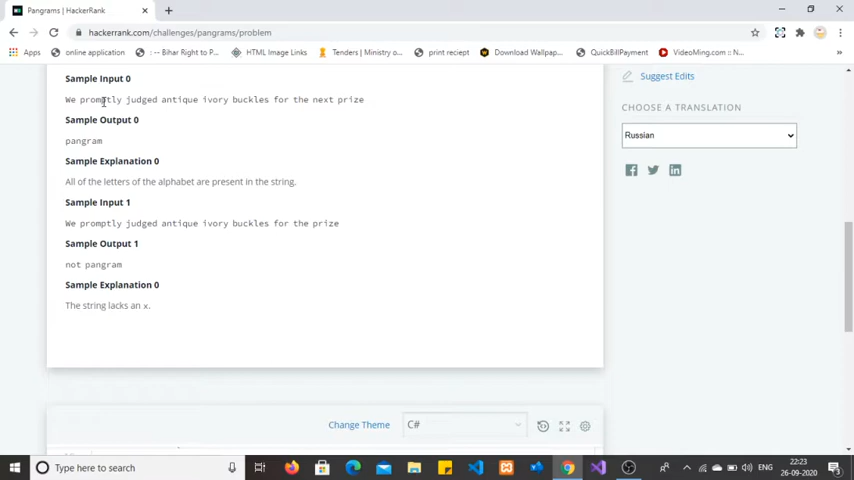 Pangrams | HackerRank
hackerrank.com/challenges/pangrams/problem
Apps online application : -- Bihar Right to P... HTML Image Links Tenders | Ministry o... print reciept Download Wallpap... QuickBillPayment VideoMing.com :: N...
Sample Input 0
We promptly judged antique ivory buckles for the next prize
Sample Output 0
pangram
Sample Explanation 0
All of the letters of the alphabet are present in the string.
Sample Input 1
We promptly judged antique ivory buckles for the prize
Sample Output 1
not pangram
Sample Explanation 0
The string lacks an x.
Suggest Edits
CHOOSE A TRANSLATION
Russian
Change Theme C#
Type here to search
ENG
22:23
26-09-2020